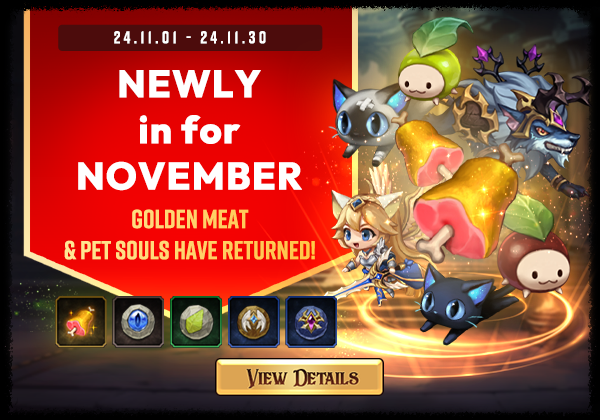 24.11.01 - 24.11.30
NEWLY
in for
NOVEMBER
GOLDEN MEAT
& PET SOULS HAVE RETURNED!
VIEW DETAILS